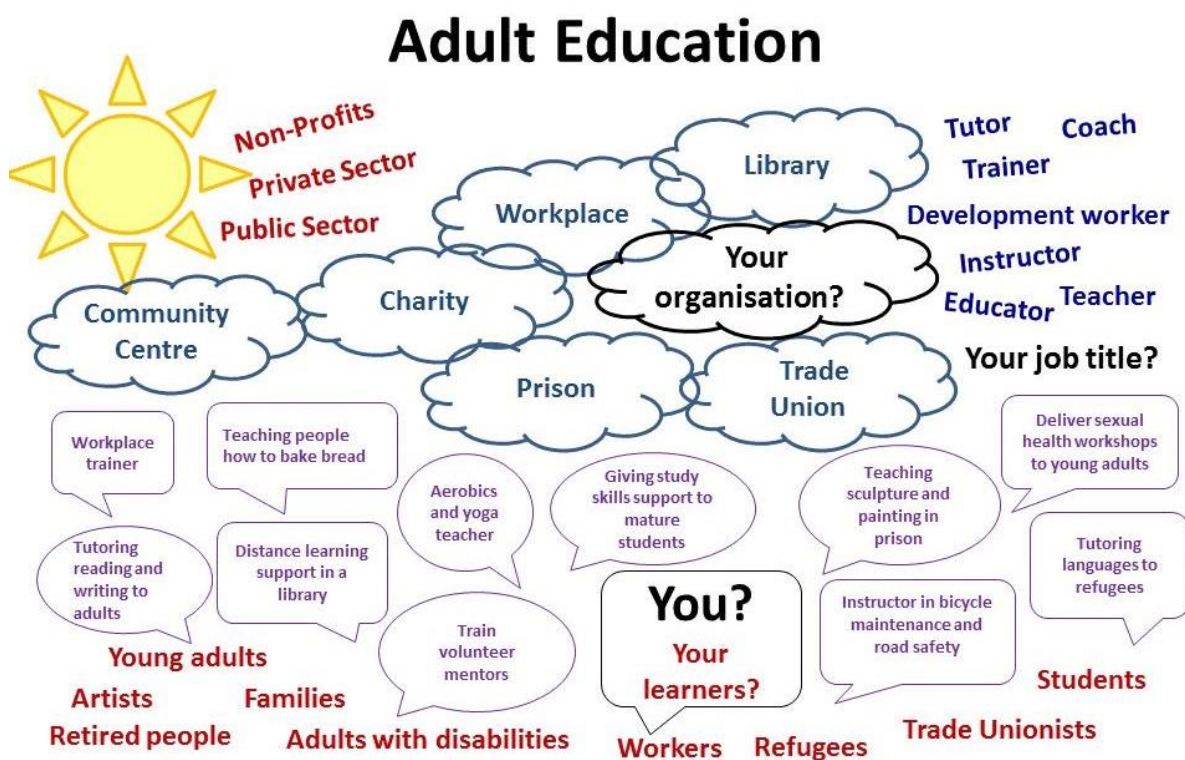 Adult Education
Non-Profits
Private Sector
Public Sector
Library
Workplace
Your
organisation?
Charity
Community
Centre
Prison
Trade
Union
Tutor
Coach
Trainer
Development worker
Instructor
Educator
Teacher
Your job title?
Workplace
trainer
Teaching people
how to bake bread
Aerobics
and yoga
teacher
Giving study
skills support to
mature
students
Teaching
sculpture and
painting in
prison
Deliver sexual
health workshops
to young adults
Tutoring
reading and
writing to
adults
Distance learning
support in a
library
Train
volunteer
mentors
You?
Your
learners?
Instructor in bicycle
maintenance and
road safety
Tutoring
languages to
refugees
Young adults
Artists
Families
Retired people
Adults with disabilities
Workers
Refugees
Trade Unionists
Students